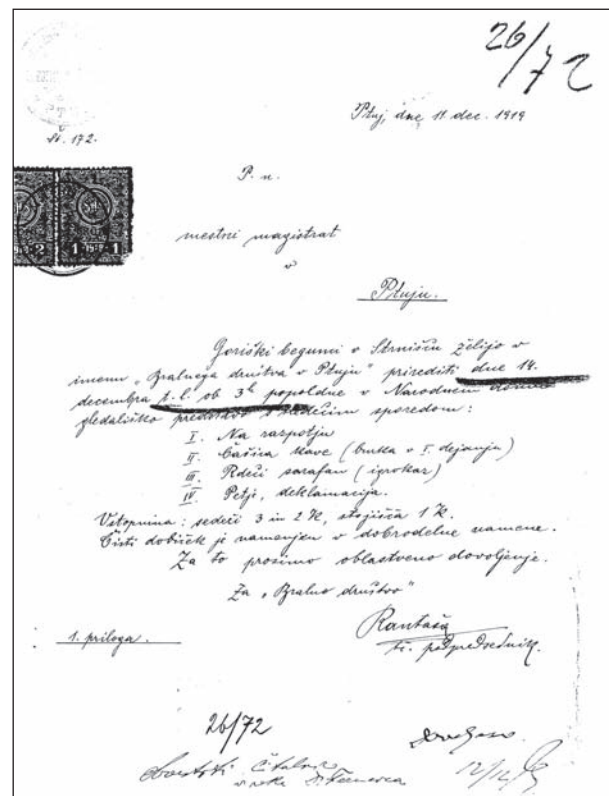 26/72
Ptuj, dne 11. dec. 1919
Št. 172.
2 1
P. n.
mestni magistrat
v
Ptuju.
Goriški begunci v Strnišču želijo v
imenu „Bralnega društva v Ptuju" prirediti dne 14.
decembra t. l. ob 3h popoldne v Narodnem domu
gledališko predstavo s sledečim sporedom:
I. Na razpotju
II. Čašica kave (burka v I. dejanju)
III. Rdeči sarafan (igrokaz)
IV. Petje, deklamacija.
Vstopnina: sedeči 3 in 2 K, stojišča 1 K.
Čisti dobiček je namenjen v dobrodelne namene.
Za to prosimo oblastveno dovoljenje.
Za „Bralno društvo"
t. č. podpredsednik.
1. priloga.
26/72
12/12